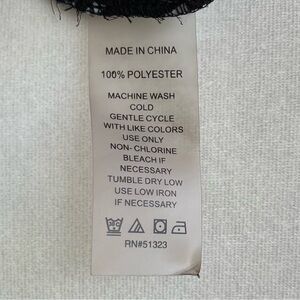 MADE IN CHINA
100% POLYESTER
MACHINE WASH
COLD
GENTLE CYCLE
WITH LIKE COLORS
USE ONLY
NON- CHLORINE
BLEACH IF
NECESSARY
TUMBLE DRY LOW
USE LOW IRON
IF NECESSARY
RN#51323